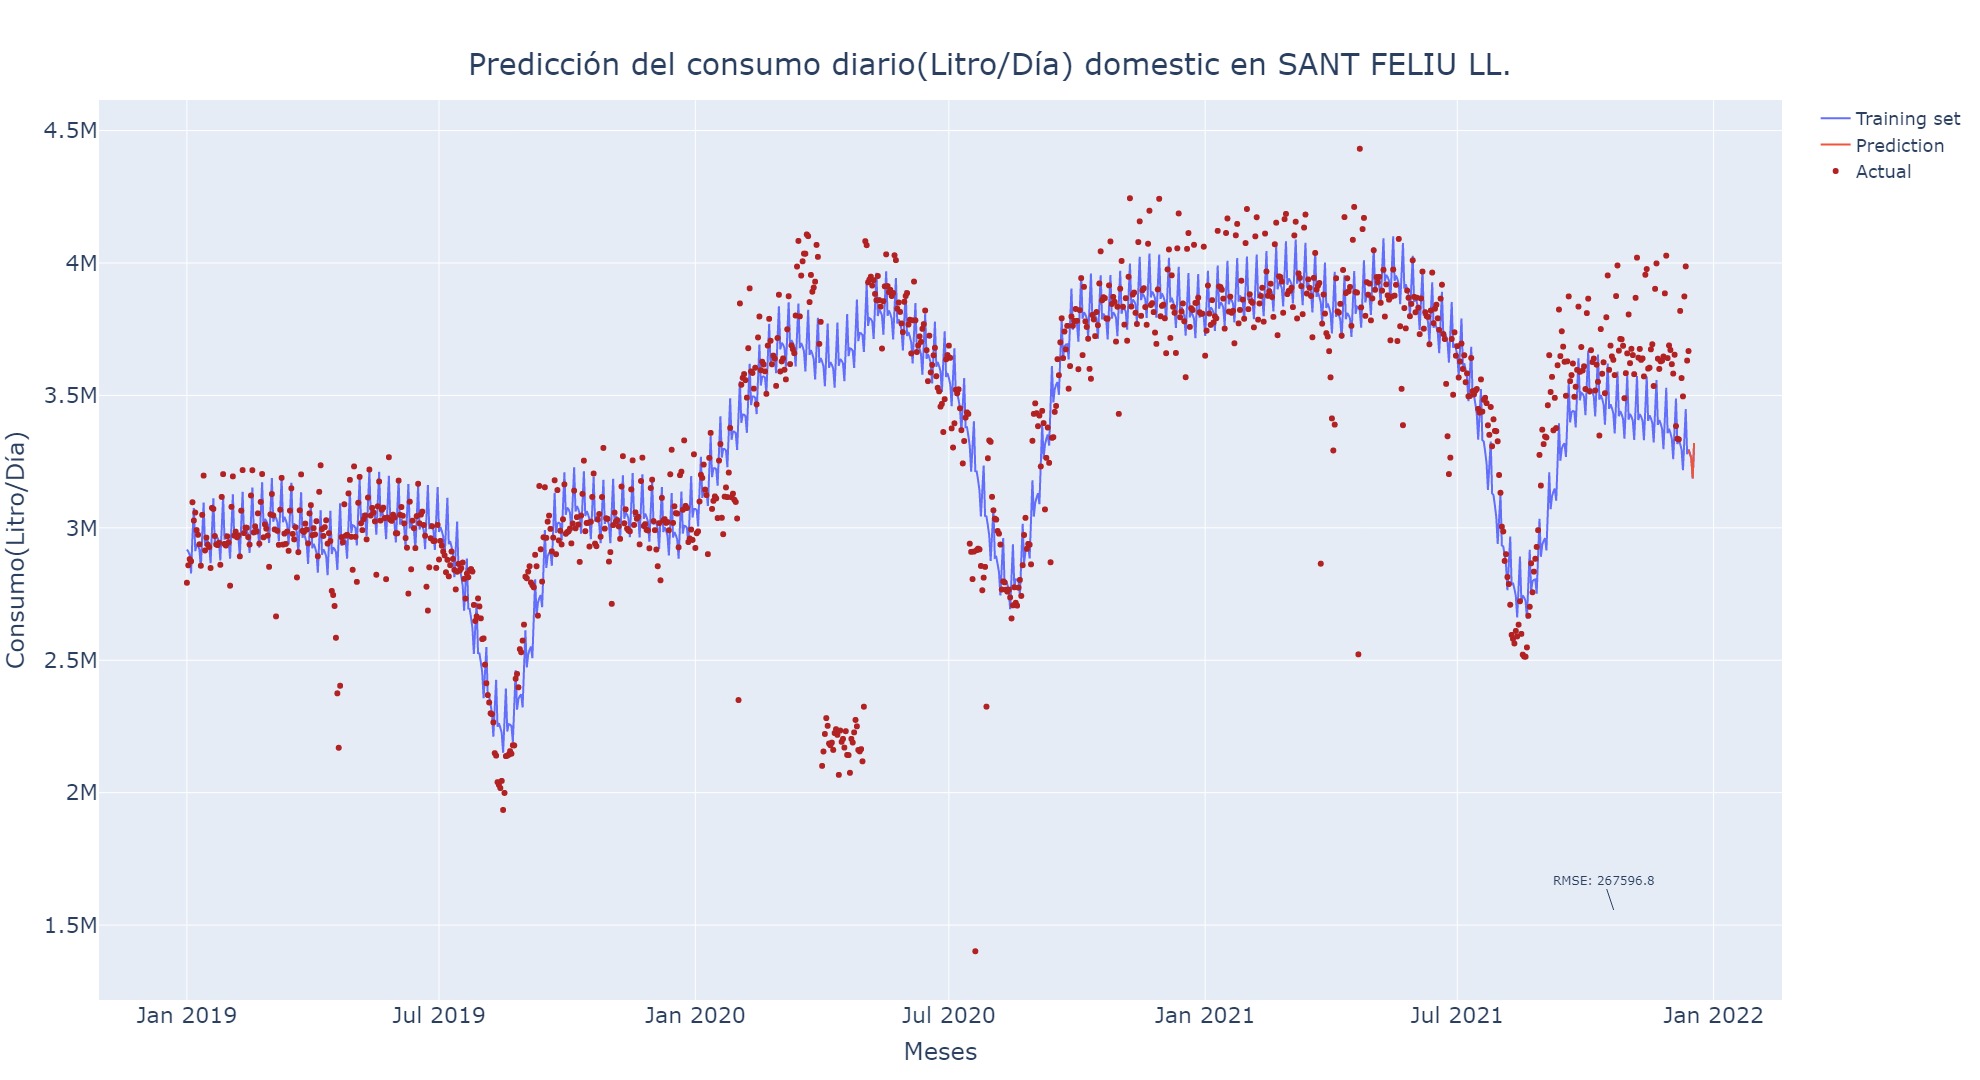 Predicción del consumo diario(Litro/Día) domestic en SANT FELIU LL.
Training set
Prediction
Actual
Consumo(Litro/Día)
4.5M
4M
3.5M
3M
2.5M
2M
1.5M
RMSE: 267596.8
Jan 2019 Jul 2019 Jan 2020 Jul 2020 Jan 2021 Jul 2021 Jan 2022
Meses